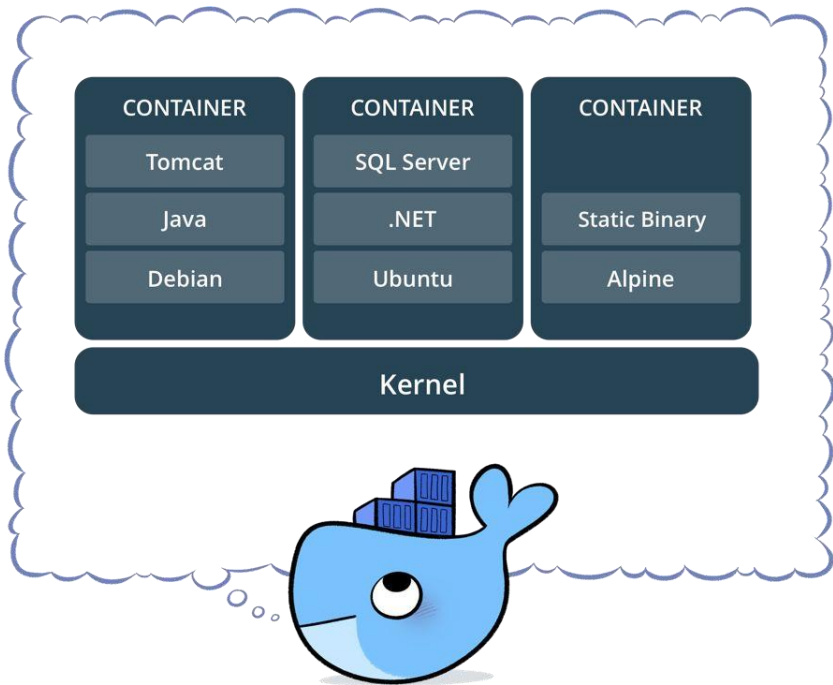 CONTAINER
Tomcat
Java
Debian
CONTAINER
SQL Server
.NET
Ubuntu
CONTAINER
Static Binary
Alpine
Kernel